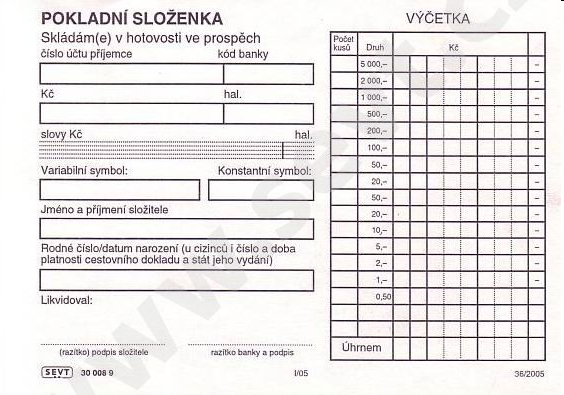 POKLADNÍ SLOŽENKA
Skládám(e) v hotovosti ve prospěch
číslo účtu příjemce kód banky
Kč hal.
slovy Kč hal.
Variabilní symbol: Konstantní symbol:
Jméno a příjmení složitele
Rodné číslo/datum narození (u cizinců i číslo a doba
platnosti cestovního dokladu a stát jeho vydání)
Likvidoval:
(razítko) podpis složitele razítko banky a podpis
SEVT 30 008 9 I/05
VÝČETKA
Počet
kusů Druh Kč
5 000,– –
2 000,– –
1 000,– –
500,– –
200,– –
100,– –
50,– –
20,– –
50,– –
20,– –
10,– –
5,– –
2,– –
1,– –
0,50
Úhrnem
36/2005
www.sevt.cz